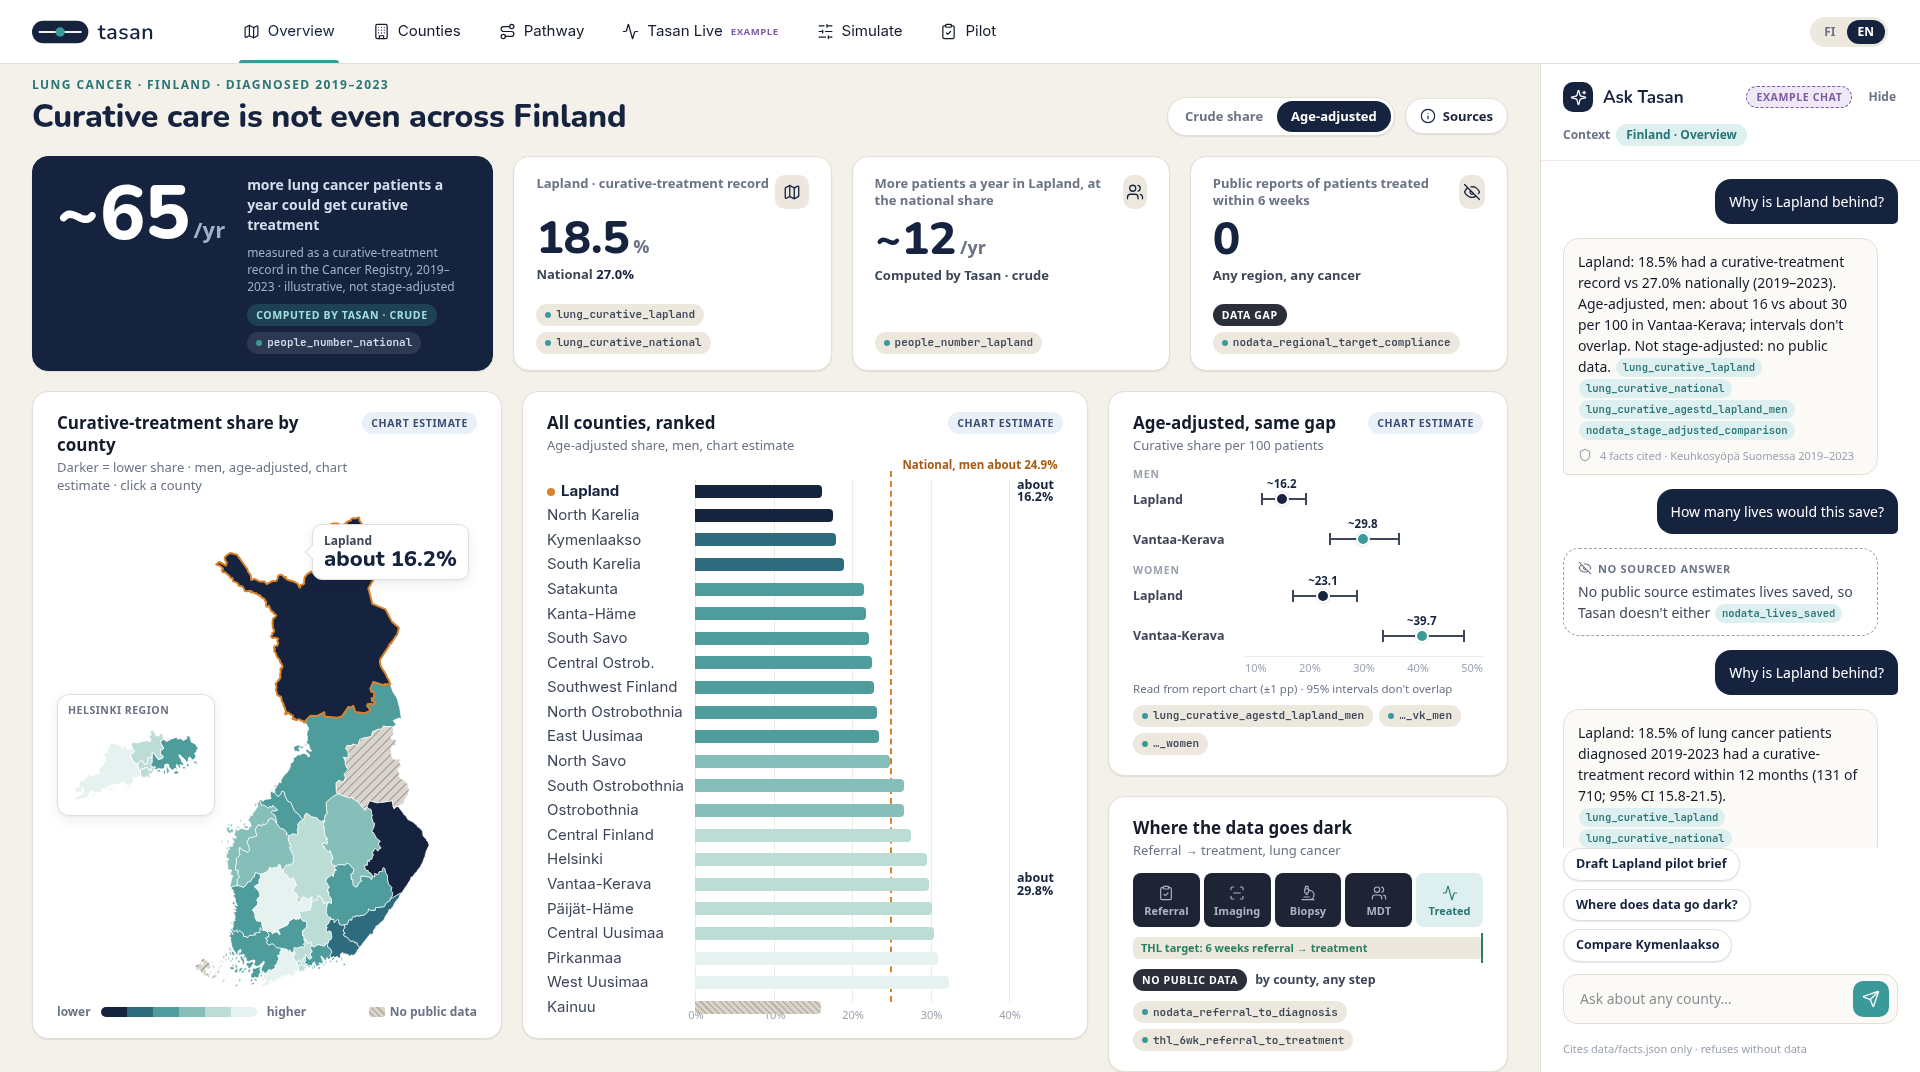 tasan
Overview
Counties
Pathway
Tasan Live EXAMPLE
Simulate
Pilot
FI EN
LUNG CANCER · FINLAND · DIAGNOSED 2019–2023
Curative care is not even across Finland
Crude share
Age-adjusted
Sources
~65 /yr
more lung cancer patients a
year could get curative
treatment
measured as a curative-treatment
record in the Cancer Registry, 2019–
2023 · illustrative, not stage-adjusted
COMPUTED BY TASAN · CRUDE
people_number_national
Lapland · curative-treatment record
18.5 %
National 27.0%
lung_curative_lapland
lung_curative_national
More patients a year in Lapland, at
the national share
~12 /yr
Computed by Tasan · crude
people_number_lapland
Public reports of patients treated
within 6 weeks
0
Any region, any cancer
DATA GAP
nodata_regional_target_compliance
Curative-treatment share by
county
CHART ESTIMATE
Darker = lower share · men, age-adjusted, chart
estimate · click a county
Lapland
about 16.2%
HELSINKI REGION
lower
higher
No public data
All counties, ranked
CHART ESTIMATE
Age-adjusted share, men, chart estimate
National, men about 24.9%
Lapland
about
16.2%
North Karelia
Kymenlaakso
South Karelia
Satakunta
Kanta-Häme
South Savo
Central Ostrob.
Southwest Finland
North Ostrobothnia
East Uusimaa
North Savo
South Ostrobothnia
Ostrobothnia
Central Finland
Helsinki
Vantaa-Kerava
about
29.8%
Päijät-Häme
Central Uusimaa
Pirkanmaa
West Uusimaa
Kainuu
0% 10% 20% 30% 40%
Age-adjusted, same gap
CHART ESTIMATE
Curative share per 100 patients
MEN
~16.2
Lapland
~29.8
Vantaa-Kerava
WOMEN
~23.1
Lapland
~39.7
Vantaa-Kerava
10% 20% 30% 40% 50%
Read from report chart (±1 pp) · 95% intervals don't overlap
lung_curative_agestd_lapland_men
…_vk_men
…_women
Where the data goes dark
Referral → treatment, lung cancer
Referral
Imaging
Biopsy
MDT
Treated
THL target: 6 weeks referral → treatment
NO PUBLIC DATA by county, any step
nodata_referral_to_diagnosis
thl_6wk_referral_to_treatment
Ask Tasan
EXAMPLE CHAT
Hide
Context Finland · Overview
Why is Lapland behind?
Lapland: 18.5% had a curative-treatment
record vs 27.0% nationally (2019–2023).
Age-adjusted, men: about 16 vs about 30
per 100 in Vantaa-Kerava; intervals don't
overlap. Not stage-adjusted: no public
data. lung_curative_lapland
lung_curative_national
lung_curative_agestd_lapland_men
nodata_stage_adjusted_comparison
4 facts cited · Keuhkosyöpä Suomessa 2019–2023
How many lives would this save?
NO SOURCED ANSWER
No public source estimates lives saved, so
Tasan doesn't either nodata_lives_saved
Why is Lapland behind?
Lapland: 18.5% of lung cancer patients
diagnosed 2019-2023 had a curative-
treatment record within 12 months (131 of
710; 95% CI 15.8-21.5).
lung_curative_lapland
lung_curative_national
Draft Lapland pilot brief
Where does data go dark?
Compare Kymenlaakso
Ask about any county...
Cites data/facts.json only · refuses without data